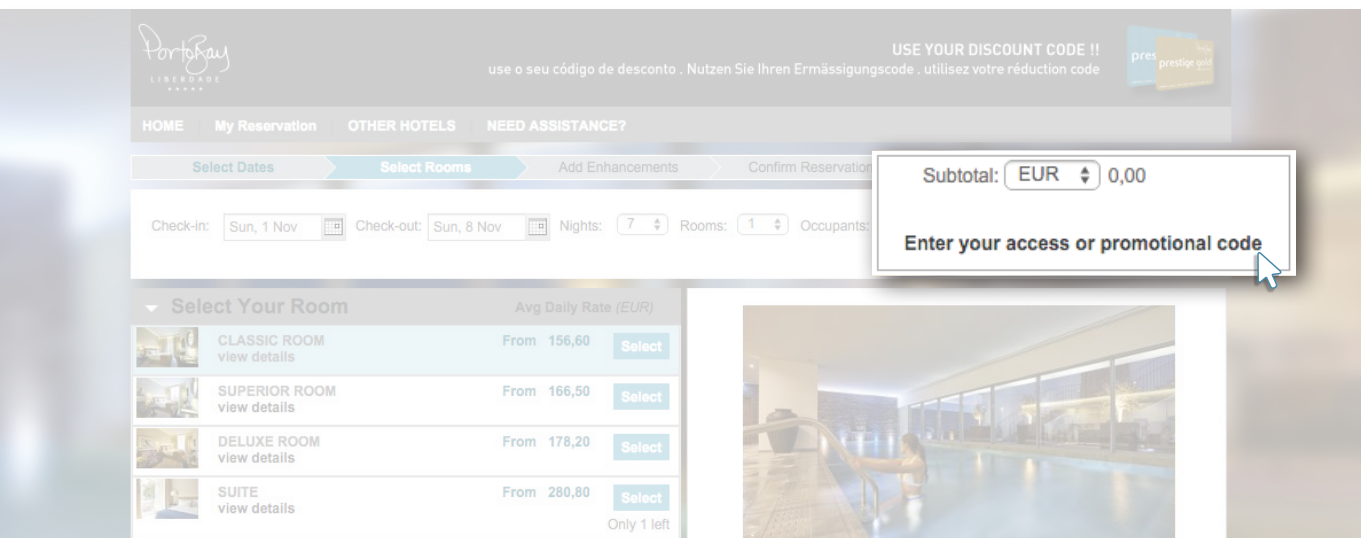 PortoBay
LIBERDADE
USE YOUR DISCOUNT CODE !!
use o seu código de desconto . Nutzen Sie Ihren Ermässigungscode . utilisez votre réduction code
prestige gold
HOME My Reservation OTHER HOTELS NEED ASSISTANCE?
Select Dates Select Rooms Add Enhancements Confirm Reservation
Subtotal: EUR 0,00
Check-in: Sun, 1 Nov Check-out: Sun, 8 Nov Nights: 7 Rooms: 1 Occupants:
Enter your access or promotional code
Select Your Room Avg Daily Rate (EUR)
CLASSIC ROOM From 156,60 Select
view details
SUPERIOR ROOM From 166,50 Select
view details
DELUXE ROOM From 178,20 Select
view details
SUITE From 280,80 Select
view details
Only 1 left